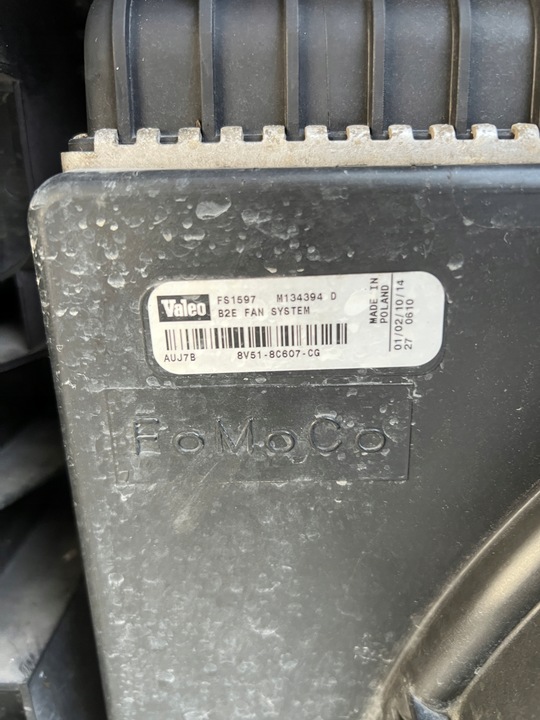 Valeo
FS1597 M134394 D
B2E FAN SYSTEM
AUJ7B 8V51-8C607-CG
MADE IN
POLAND
01/02/10/14
27 0610
FoMoCo